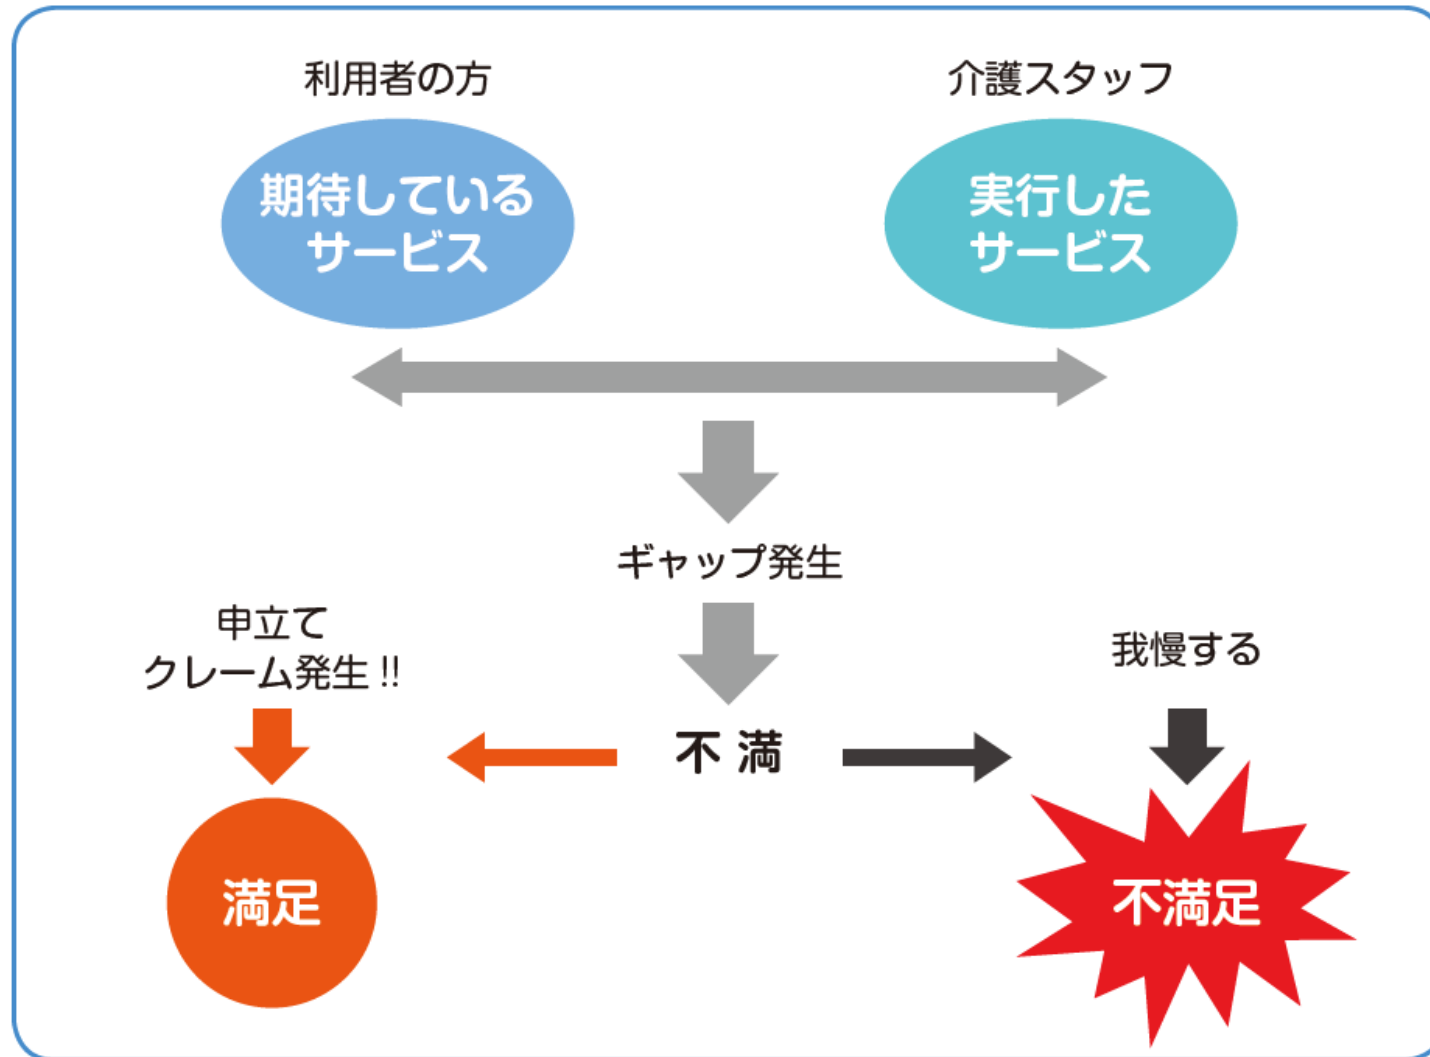 利用者の方
介護スタッフ
期待している
サービス
実行した
サービス
ギャップ発生
申立て
クレーム発生!!
我慢する
不満
満足
不満足